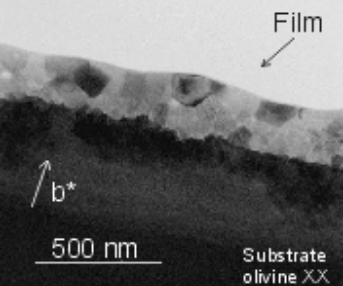 Film
b*
500 nm
Substrate
olivine XX